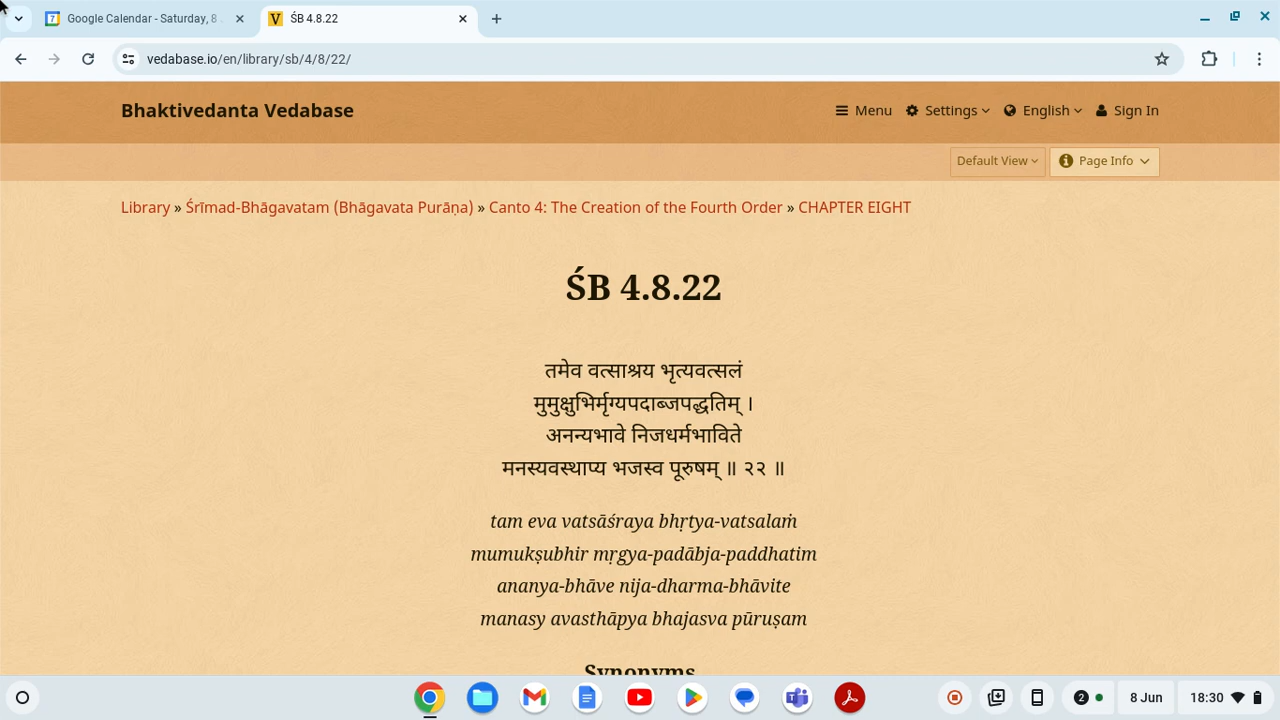 Google Calendar - Saturday, 8
ŚB 4.8.22
vedabase.io/en/library/sb/4/8/22/
Bhaktivedanta Vedabase
Menu
Settings
English
Sign In
Default View
Page Info
Library » Śrīmad-Bhāgavatam (Bhāgavata Purāṇa) » Canto 4: The Creation of the Fourth Order » CHAPTER EIGHT
ŚB 4.8.22
तमेव वत्साश्रय भृत्यवत्सलं
मुमुक्षुभिर्मृग्यपदाब्जपद्धतिम् ।
अनन्यभावे निजधर्मभाविते
मनस्यवस्थाप्य भजस्व पूरुषम् ॥ २२ ॥
tam eva vatsāśraya bhṛtya-vatsalaṁ
mumukṣubhir mṛgya-padābja-paddhatim
ananya-bhāve nija-dharma-bhāvite
manasy avasthāpya bhajasva pūruṣam
Synonyms
2
8 Jun
18:30